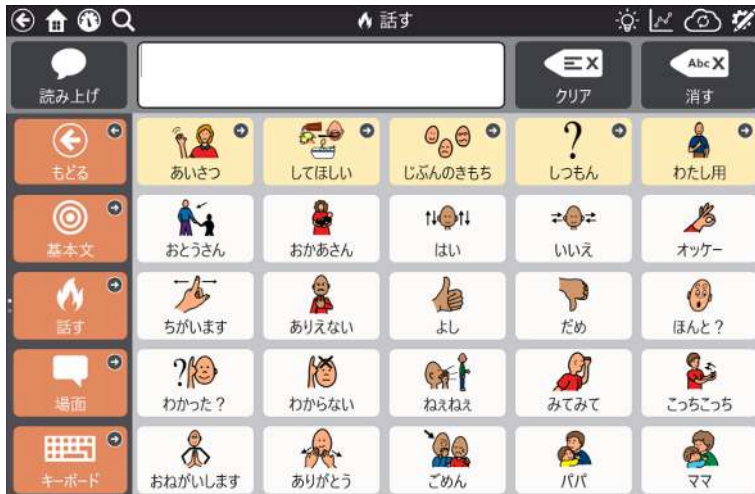 話す
読み上げ
クリア
Abc X
消す
もどる
あいさつ
してほしい
じぶんのきもち
しつもん
わたし用
基本文
おとうさん
おかあさん
はい
いいえ
オッケー
話す
ちがいます
ありえない
よし
だめ
ほんと？
場面
わかった？
わからない
ねぇねぇ
みてみて
こっちこっち
キーボード
おねがいします
ありがとう
ごめん
パパ
ママ